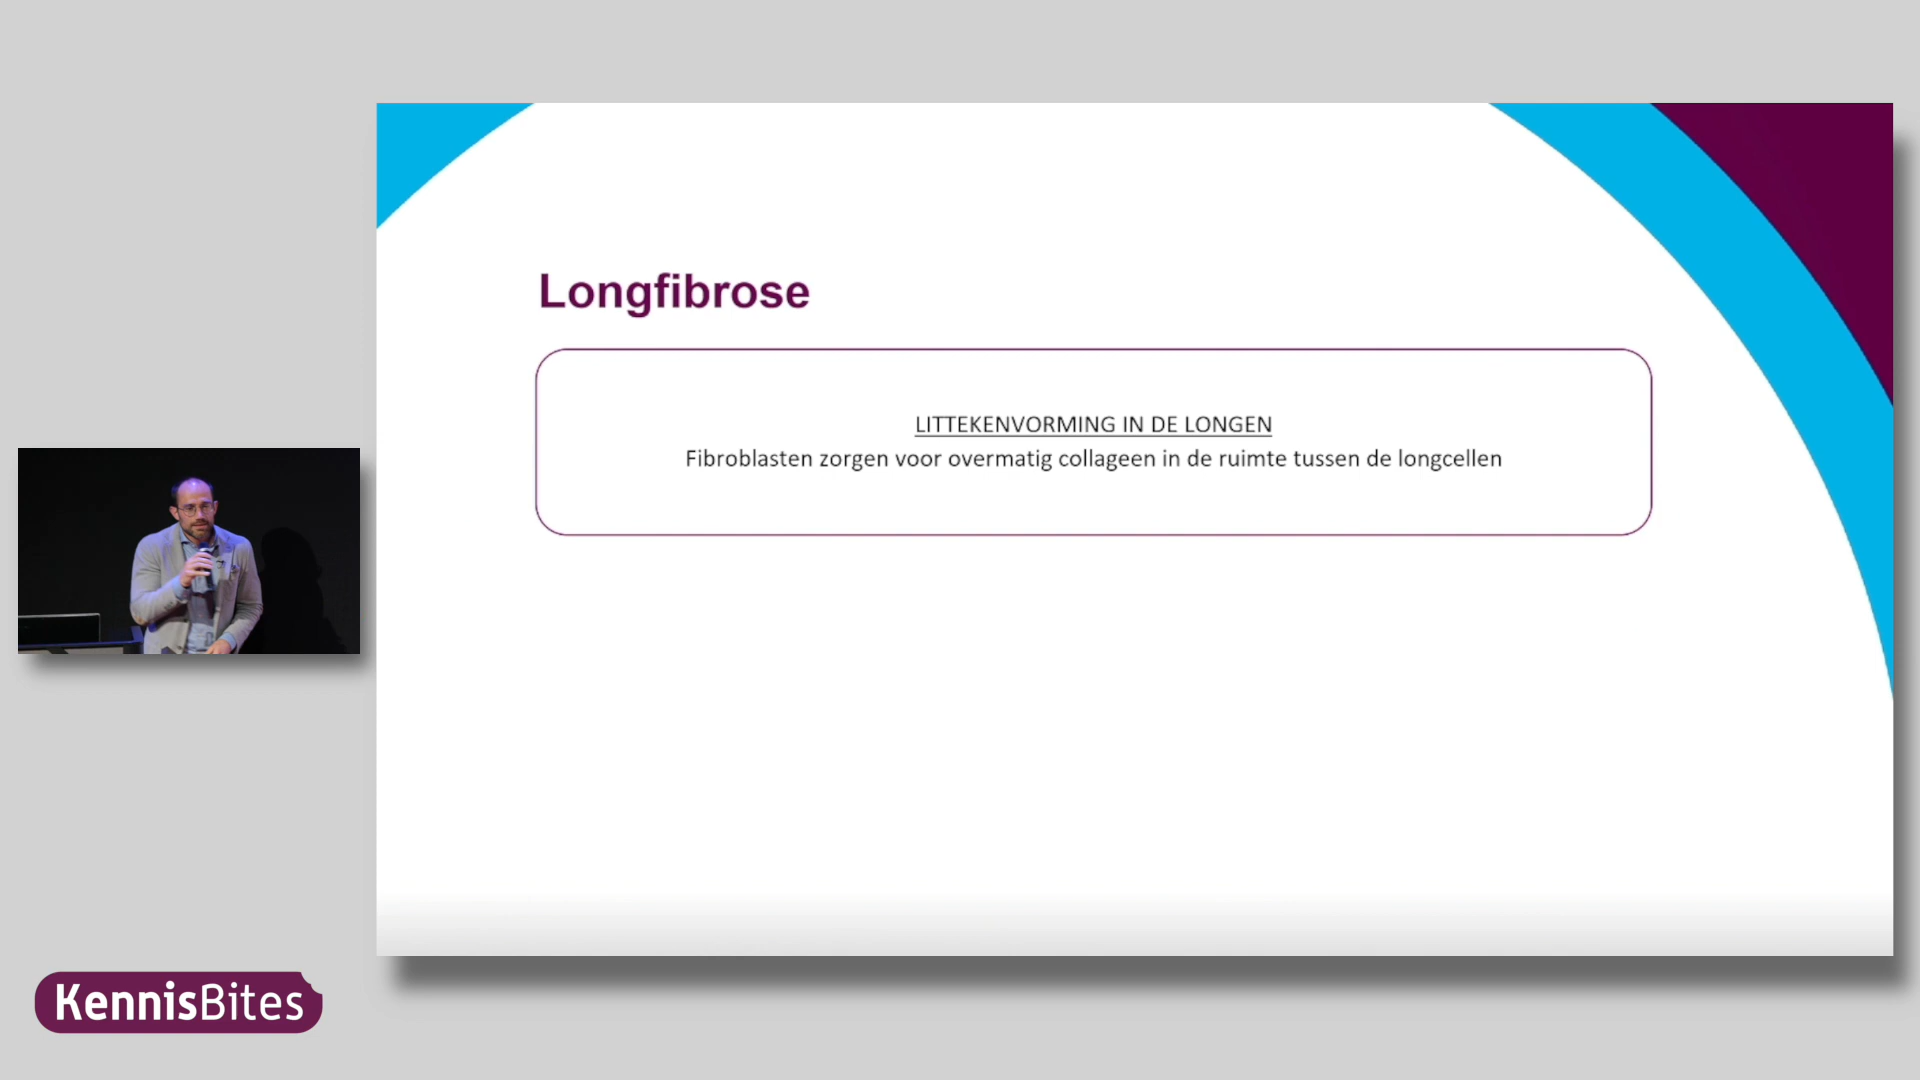 Longfibrose
LITTEKENVORMING IN DE LONGEN
Fibroblasten zorgen voor overmatig collageen in de ruimte tussen de longcellen
KennisBites